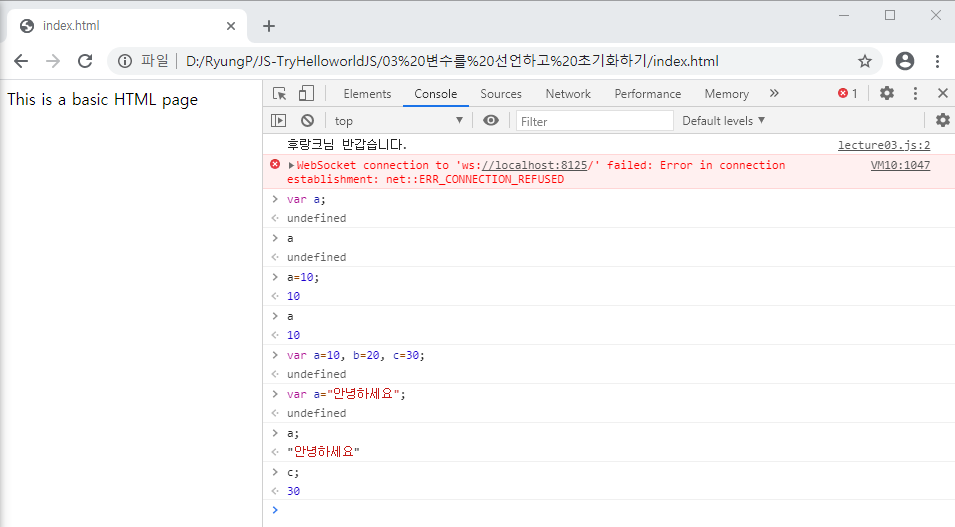 index.html
파일 D:/RyungP/JS-TryHelloworldJS/03%20변수를%20선언하고%20초기화하기/index.html
This is a basic HTML page
Elements Console Sources Network Performance Memory » 1
top Filter Default levels
후랑크님 반갑습니다. lecture03.js:2
WebSocket connection to 'ws://localhost:8125/' failed: Error in connection VM10:1047
establishment: net::ERR_CONNECTION_REFUSED
> var a;
undefined
> a
undefined
> a=10;
10
> a
10
> var a=10, b=20, c=30;
undefined
> var a="안녕하세요";
undefined
> a;
"안녕하세요"
> c;
30
>